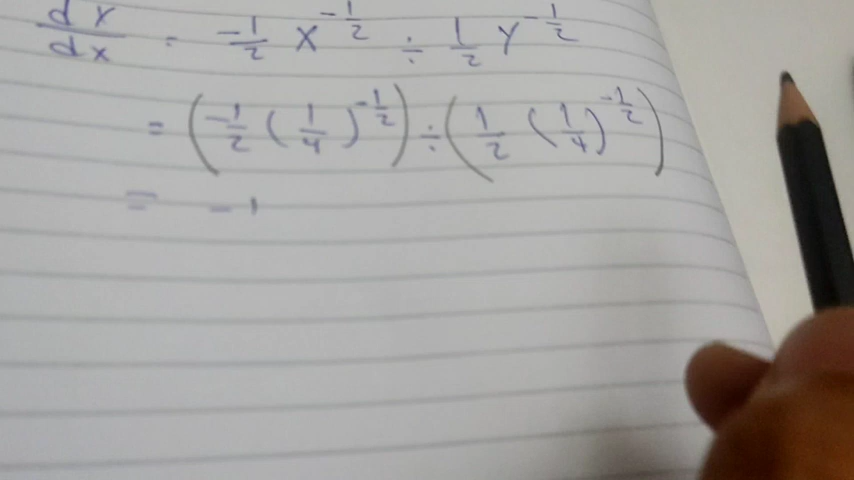 dy/dx = -1/2 x^(-1/2) ÷ 1/2 y^(-1/2)
= (-1/2 (1/4)^(-1/2)) ÷ (1/2 (1/4)^(-1/2))
= -1